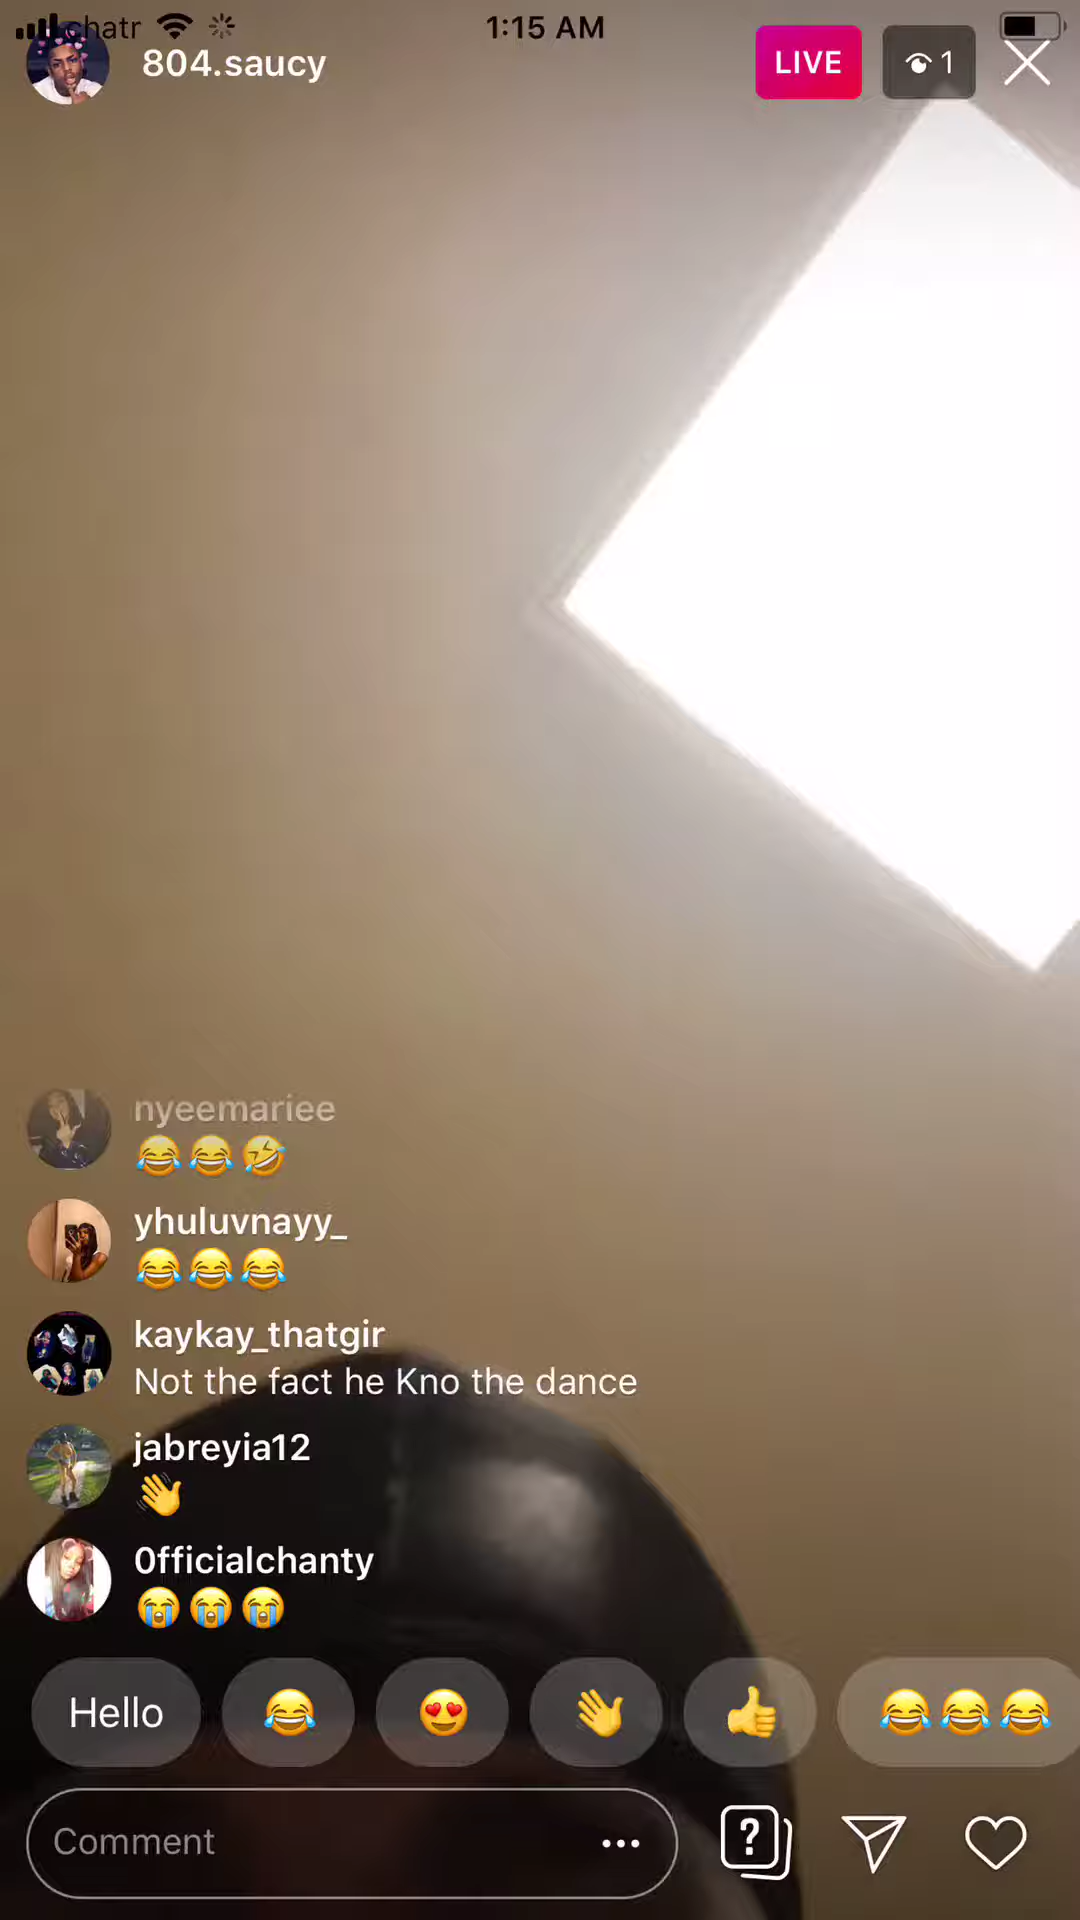 chatr 1:15 AM
804.saucy LIVE 1
nyeemariee
😂😂🤣
yhuluvnayy_
😂😂😂
kaykay_thatgir
Not the fact he Kno the dance
jabreyia12
👋
0fficialchanty
😭😭😭
Hello 😂 😍 👋 👍 😂😂😂
Comment ... ?